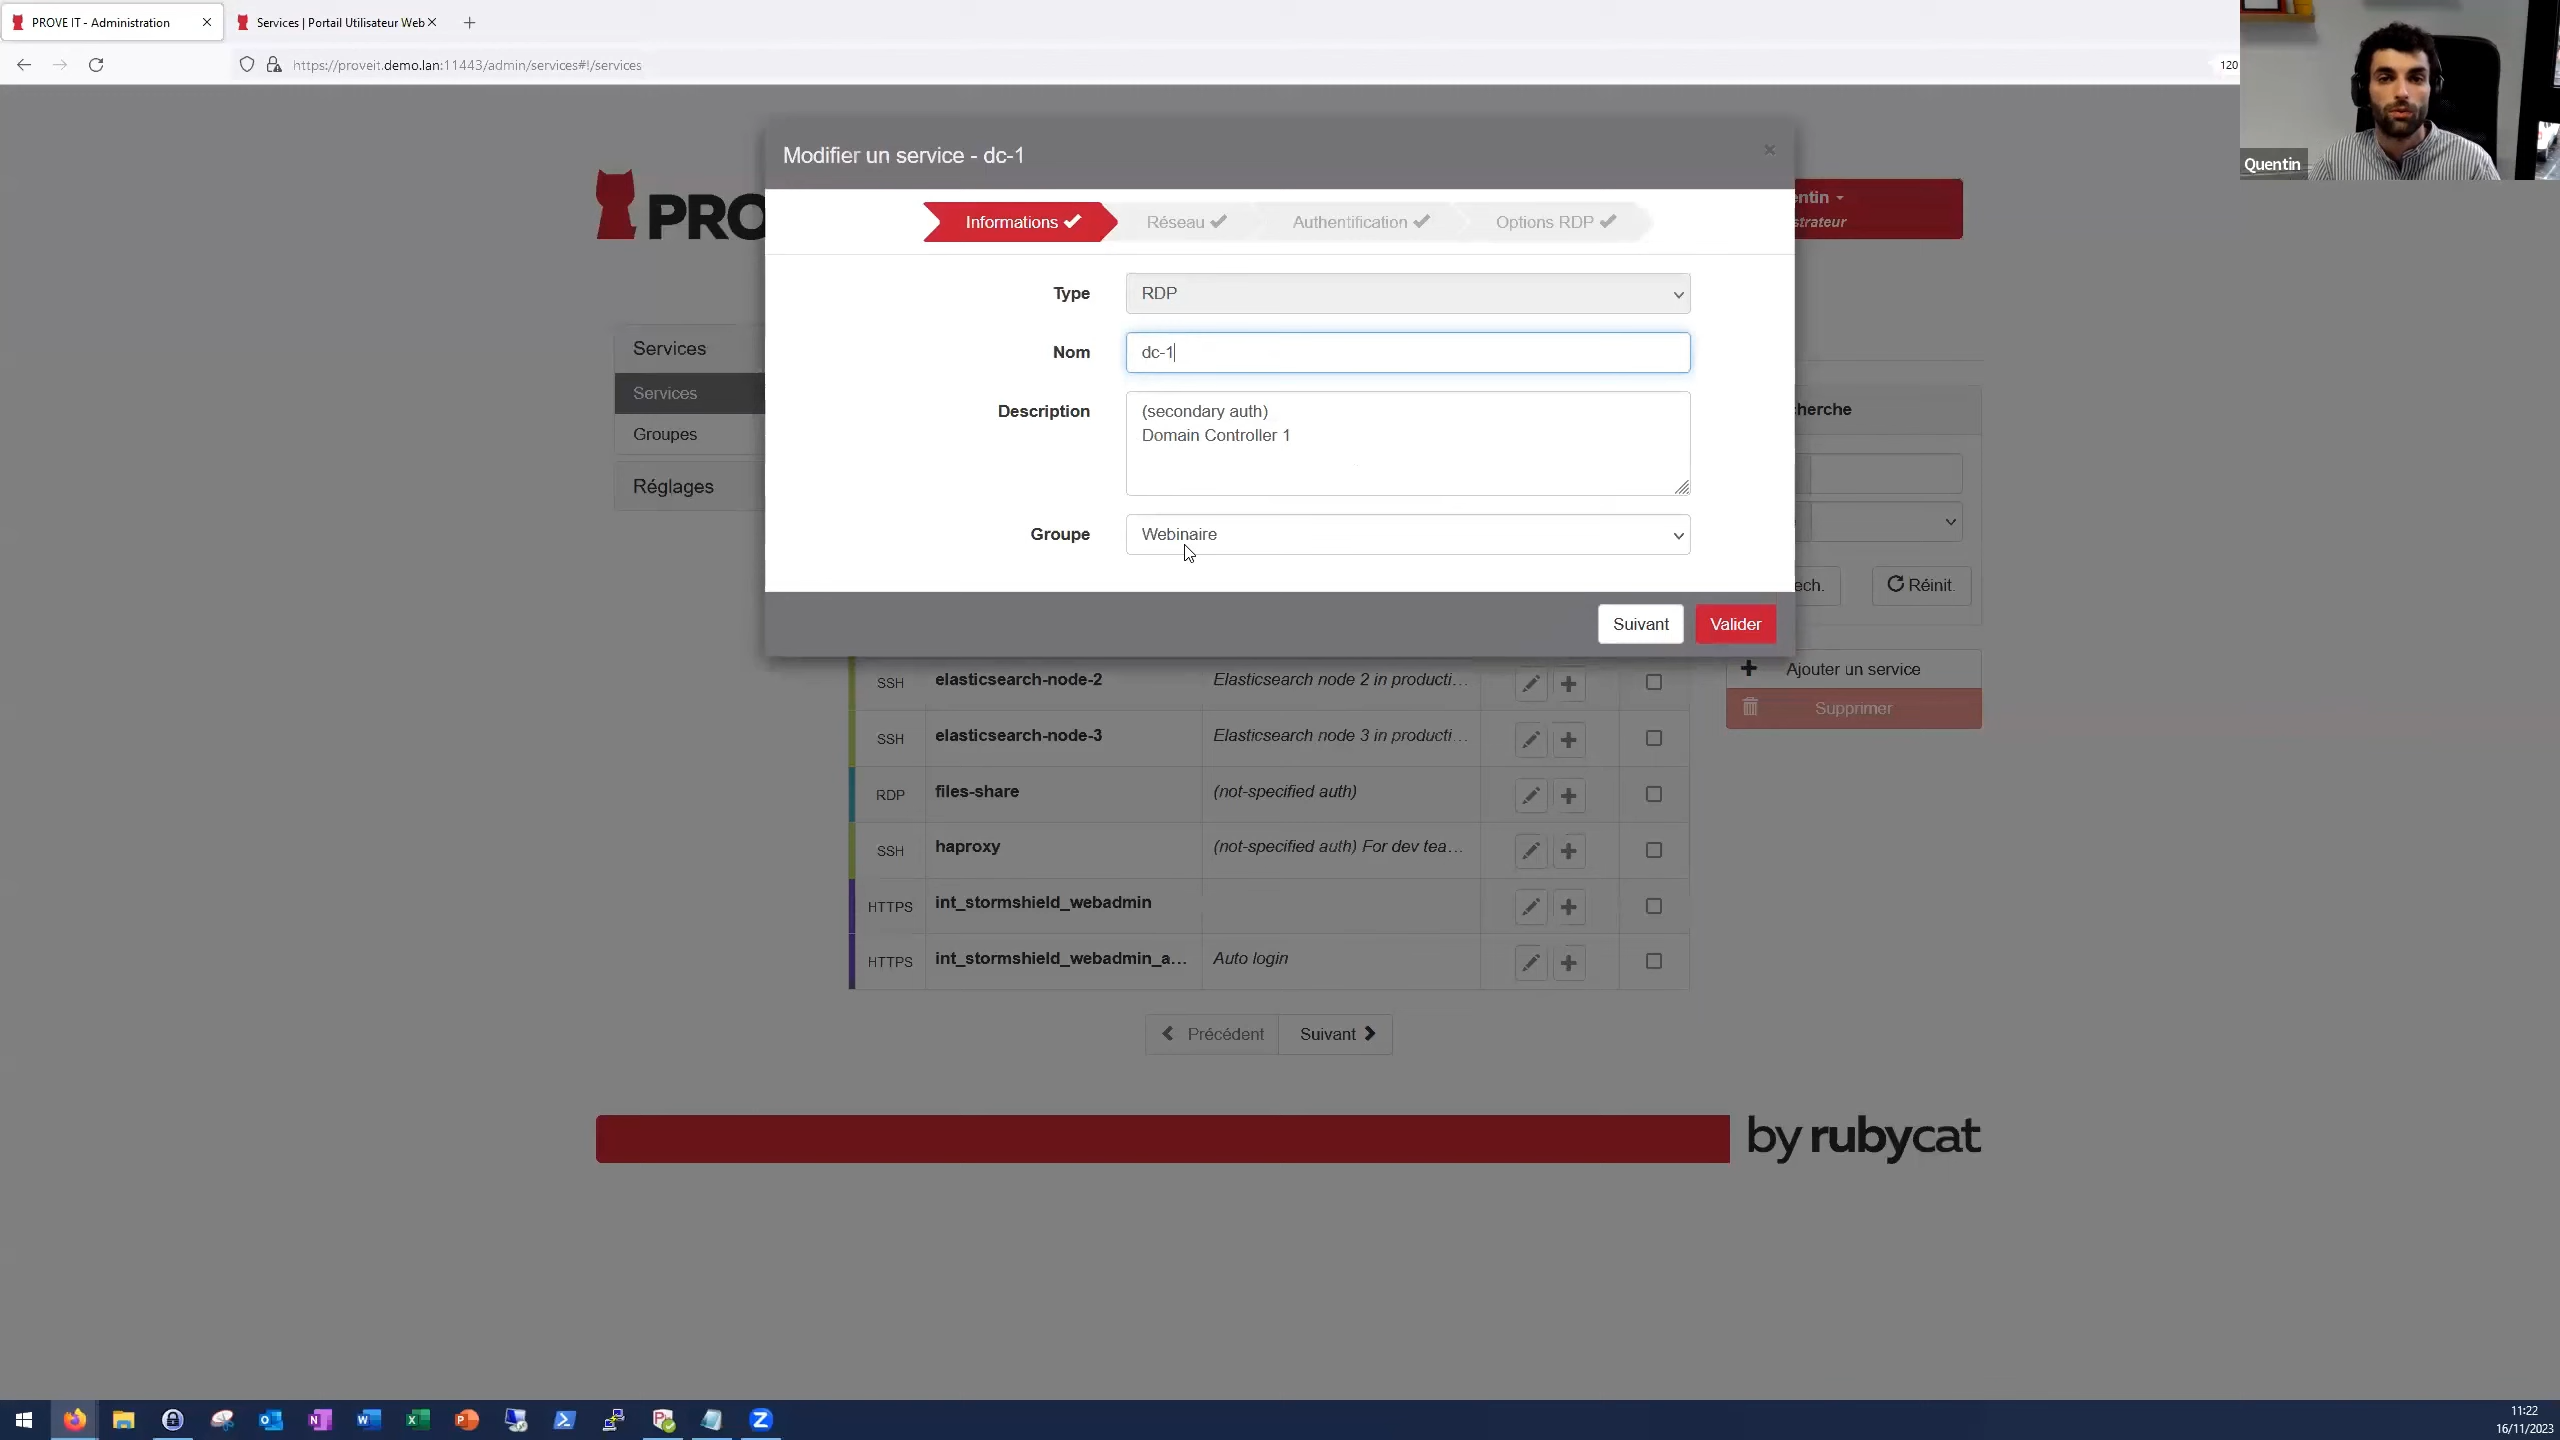 PROVE IT - Administration
Services | Portail Utilisateur Web
https://proveit.demo.lan:11443/admin/services#!/services
120
Quentin
Modifier un service - dc-1
PRO
entin
strateur
Informations
Réseau
Authentification
Options RDP
Type
RDP
Nom
dc-1
Description
(secondary auth)
Domain Controller 1
Groupe
Webinaire
Suivant
Valider
Services
Services
Groupes
Réglages
herche
ech.
Réinit.
Ajouter un service
Supprimer
SSH elasticsearch-node-2 Elasticsearch node 2 in producti...
SSH elasticsearch-node-3 Elasticsearch node 3 in producti...
RDP files-share (not-specified auth)
SSH haproxy (not-specified auth) For dev tea...
HTTPS int_stormshield_webadmin
HTTPS int_stormshield_webadmin_a... Auto login
Précédent
Suivant
by rubycat
11:22
16/11/2023